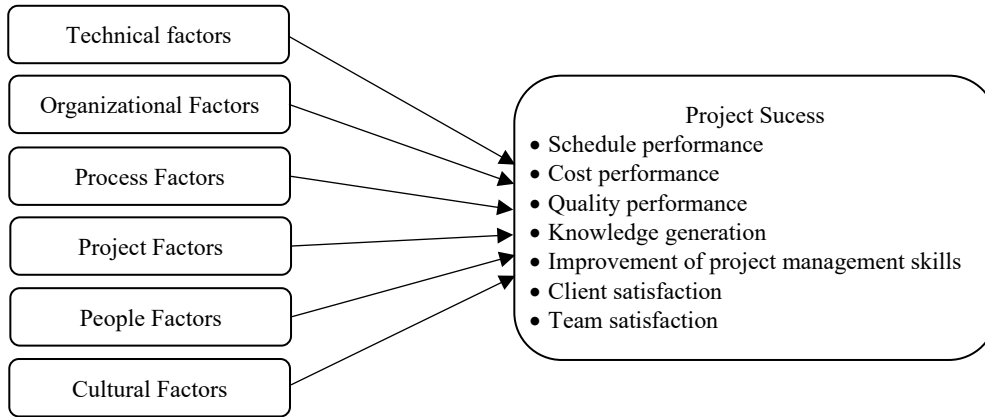 Technical factors
Organizational Factors
Process Factors
Project Factors
People Factors
Cultural Factors
Project Sucess
• Schedule performance
• Cost performance
• Quality performance
• Knowledge generation
• Improvement of project management skills
• Client satisfaction
• Team satisfaction